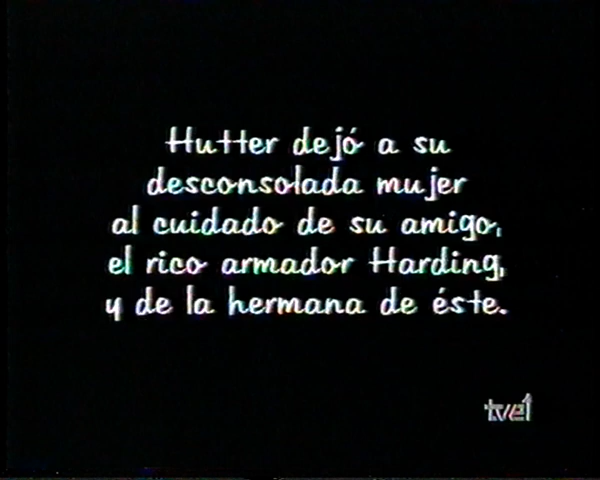 Hutter dejó a su
desconsolada mujer
al cuidado de su amigo,
el rico armador Harding,
y de la hermana de éste.
tve1